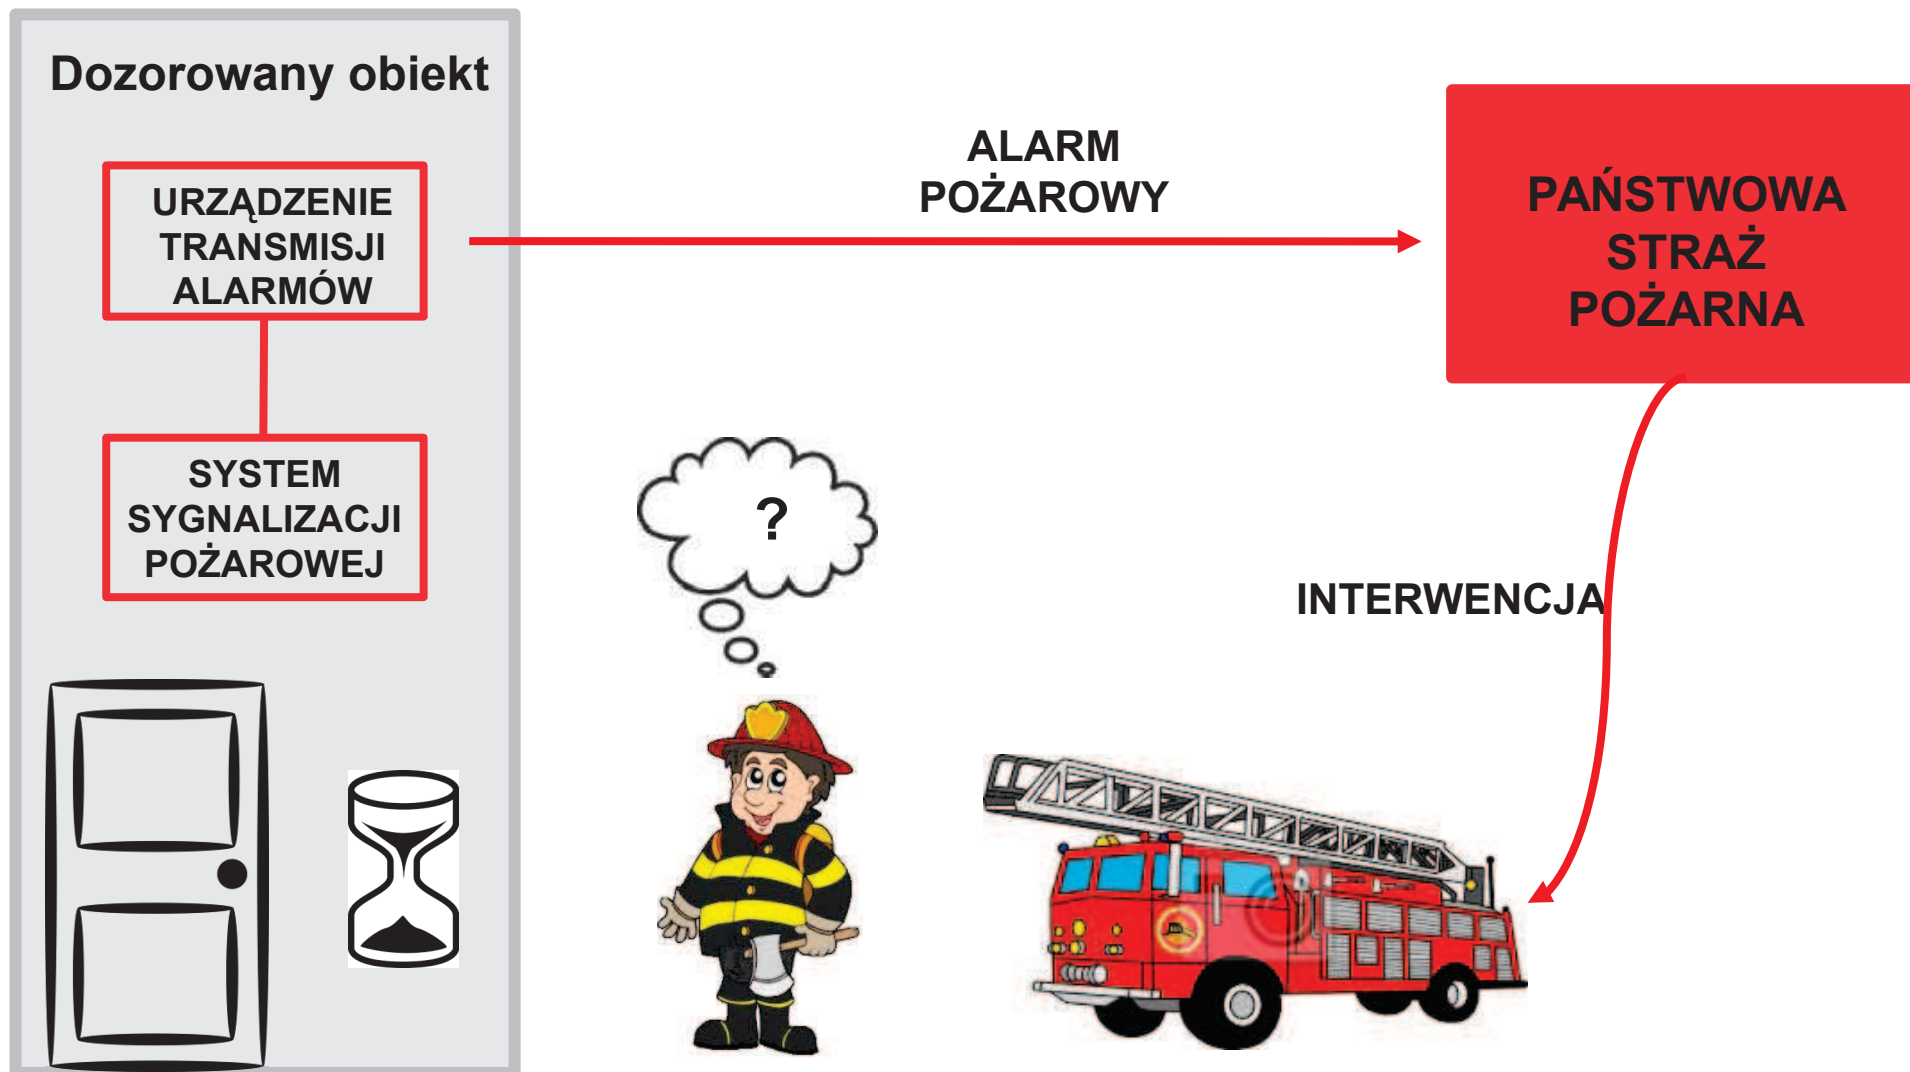 Dozorowany obiekt
URZĄDZENIE
TRANSMISJI
ALARMÓW
SYSTEM
SYGNALIZACJI
POŻAROWEJ
ALARM
POŻAROWY
PAŃSTWOWA
STRAŻ
POŻARNA
?
INTERWENCJA